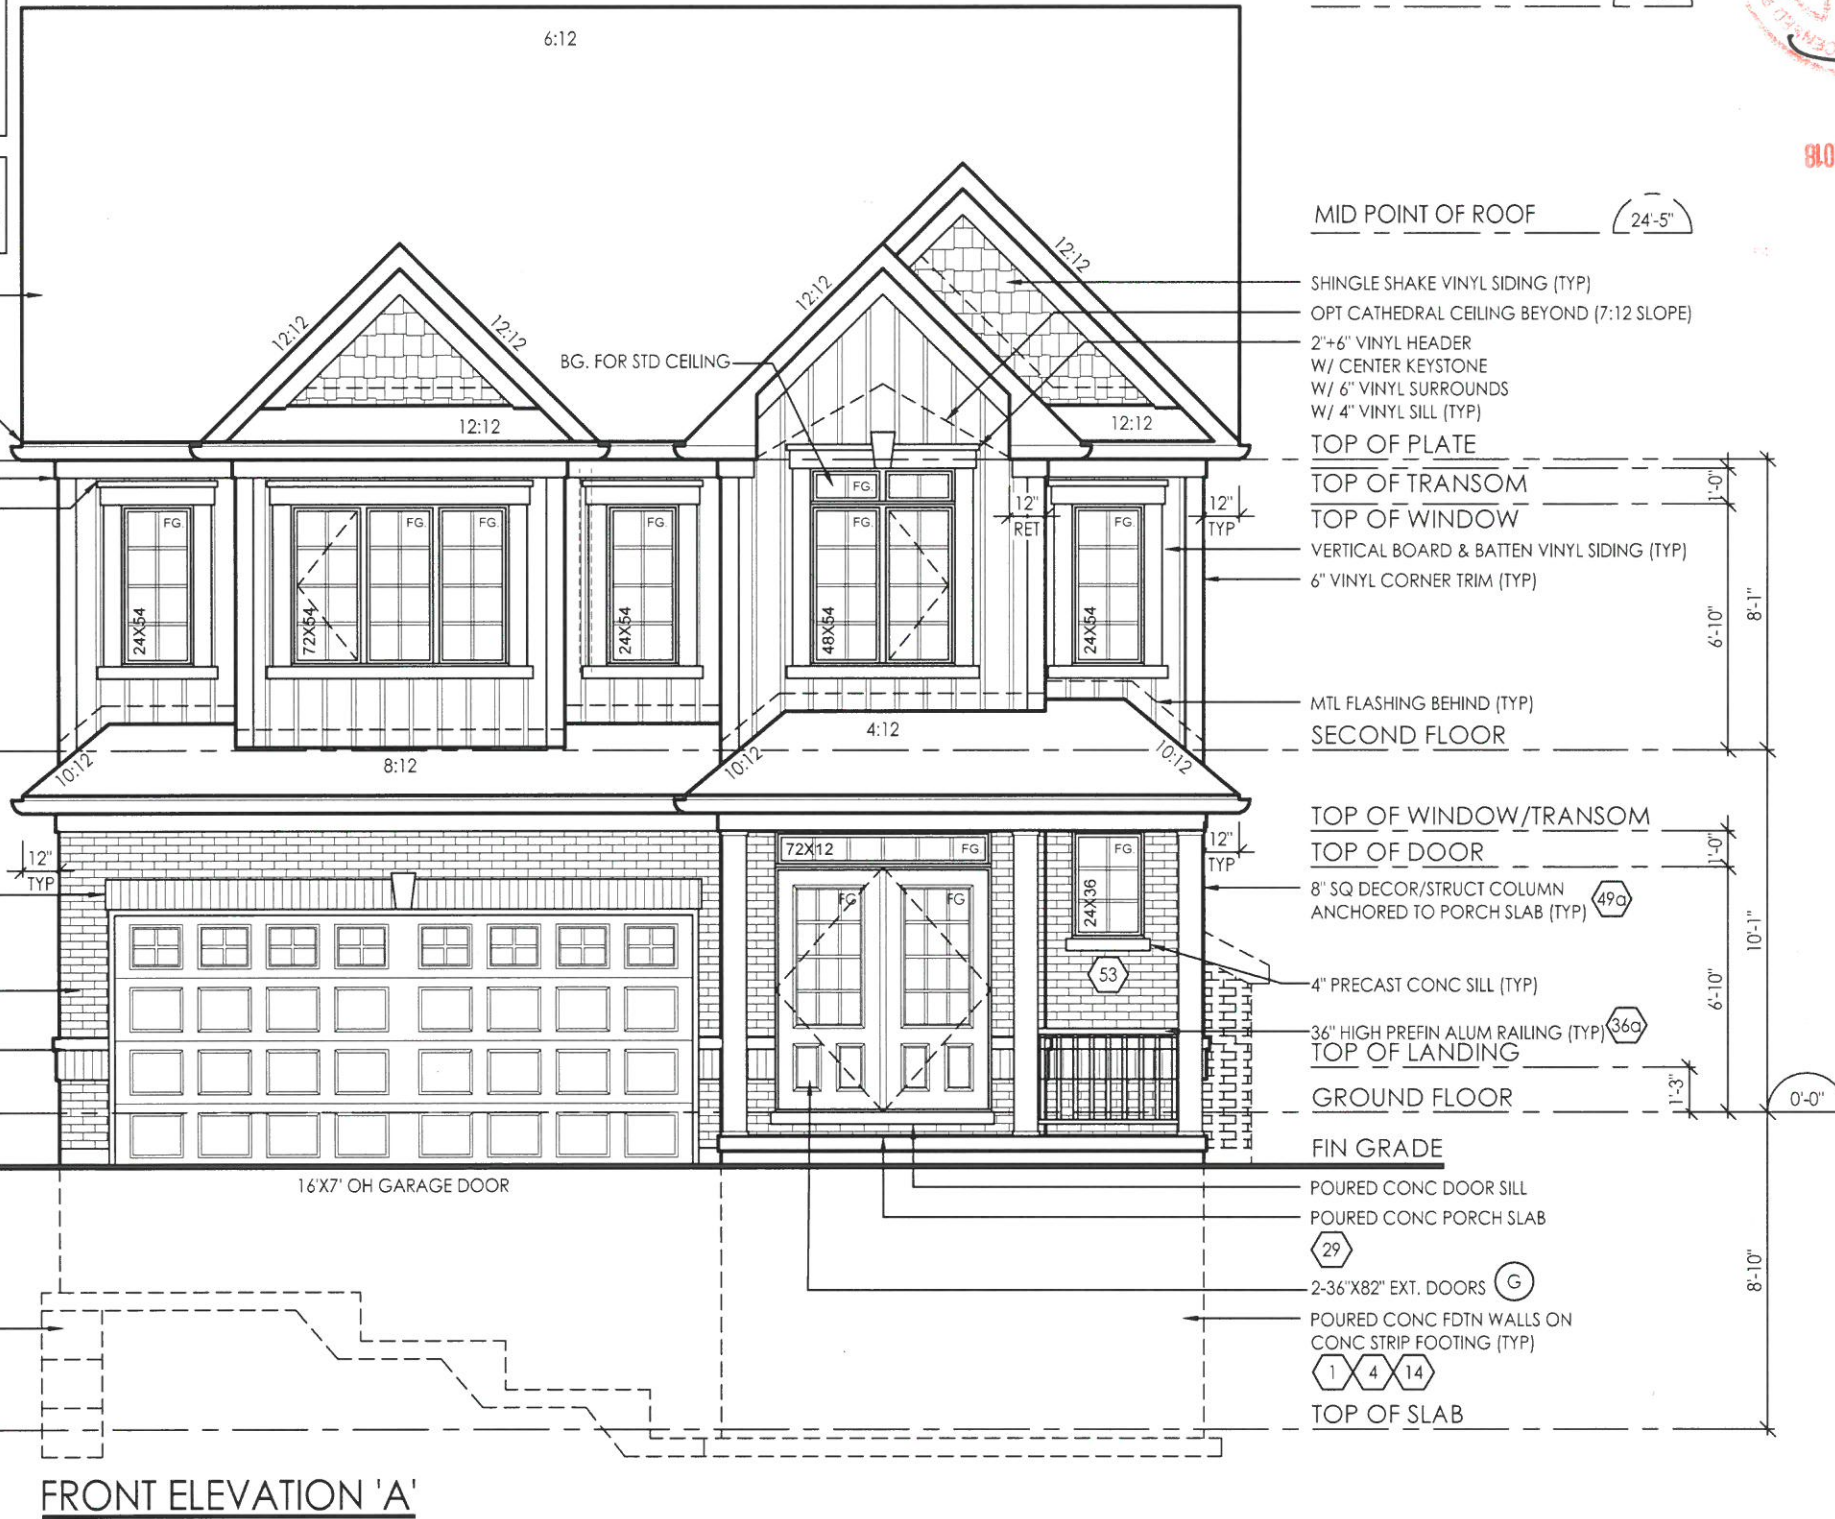 6:12
MID POINT OF ROOF 24'-5"
12:12
12:12
12:12
12:12
SHINGLE SHAKE VINYL SIDING (TYP)
OPT CATHEDRAL CEILING BEYOND (7:12 SLOPE)
2"+6" VINYL HEADER
W/ CENTER KEYSTONE
W/ 6" VINYL SURROUNDS
W/ 4" VINYL SILL (TYP)
BG. FOR STD CEILING
12:12
12:12
TOP OF PLATE
TOP OF TRANSOM
1'-0"
TOP OF WINDOW
FG.
FG.
FG.
FG.
FG.
FG.
FG.
12"
RET
12"
TYP
VERTICAL BOARD & BATTEN VINYL SIDING (TYP)
6" VINYL CORNER TRIM (TYP)
24X54
72X54
24X54
48X54
24X54
6'-10"
8'-1"
MTL FLASHING BEHIND (TYP)
SECOND FLOOR
4:12
10:12
8:12
10:12
10:12
TOP OF WINDOW/TRANSOM
TOP OF DOOR
1'-0"
12"
TYP
72X12
FG.
FG.
12"
TYP
8" SQ DECOR/STRUCT COLUMN
ANCHORED TO PORCH SLAB (TYP) 49a
FG
FG
24X36
53
4" PRECAST CONC SILL (TYP)
10'-1"
6'-10"
36" HIGH PREFIN ALUM RAILING (TYP) 36a
TOP OF LANDING
1'-3"
GROUND FLOOR
0'-0"
FIN GRADE
16'X7' OH GARAGE DOOR
POURED CONC DOOR SILL
POURED CONC PORCH SLAB
29
2-36"X82" EXT. DOORS G
8'-10"
POURED CONC FDTN WALLS ON
CONC STRIP FOOTING (TYP)
1 4 14
TOP OF SLAB
FRONT ELEVATION 'A'